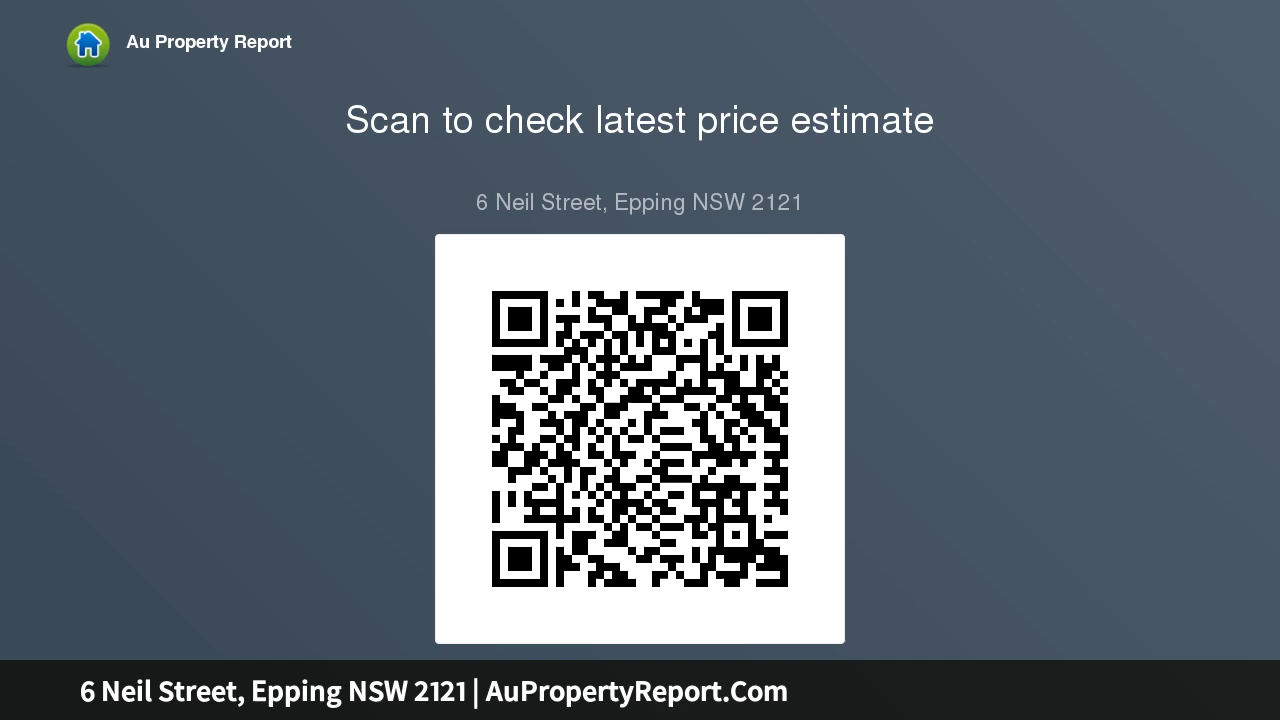 Au Property Report
Scan to check latest price estimate
6 Neil Street, Epping NSW 2121
6 Neil Street, Epping NSW 2121 | AuPropertyReport.Com